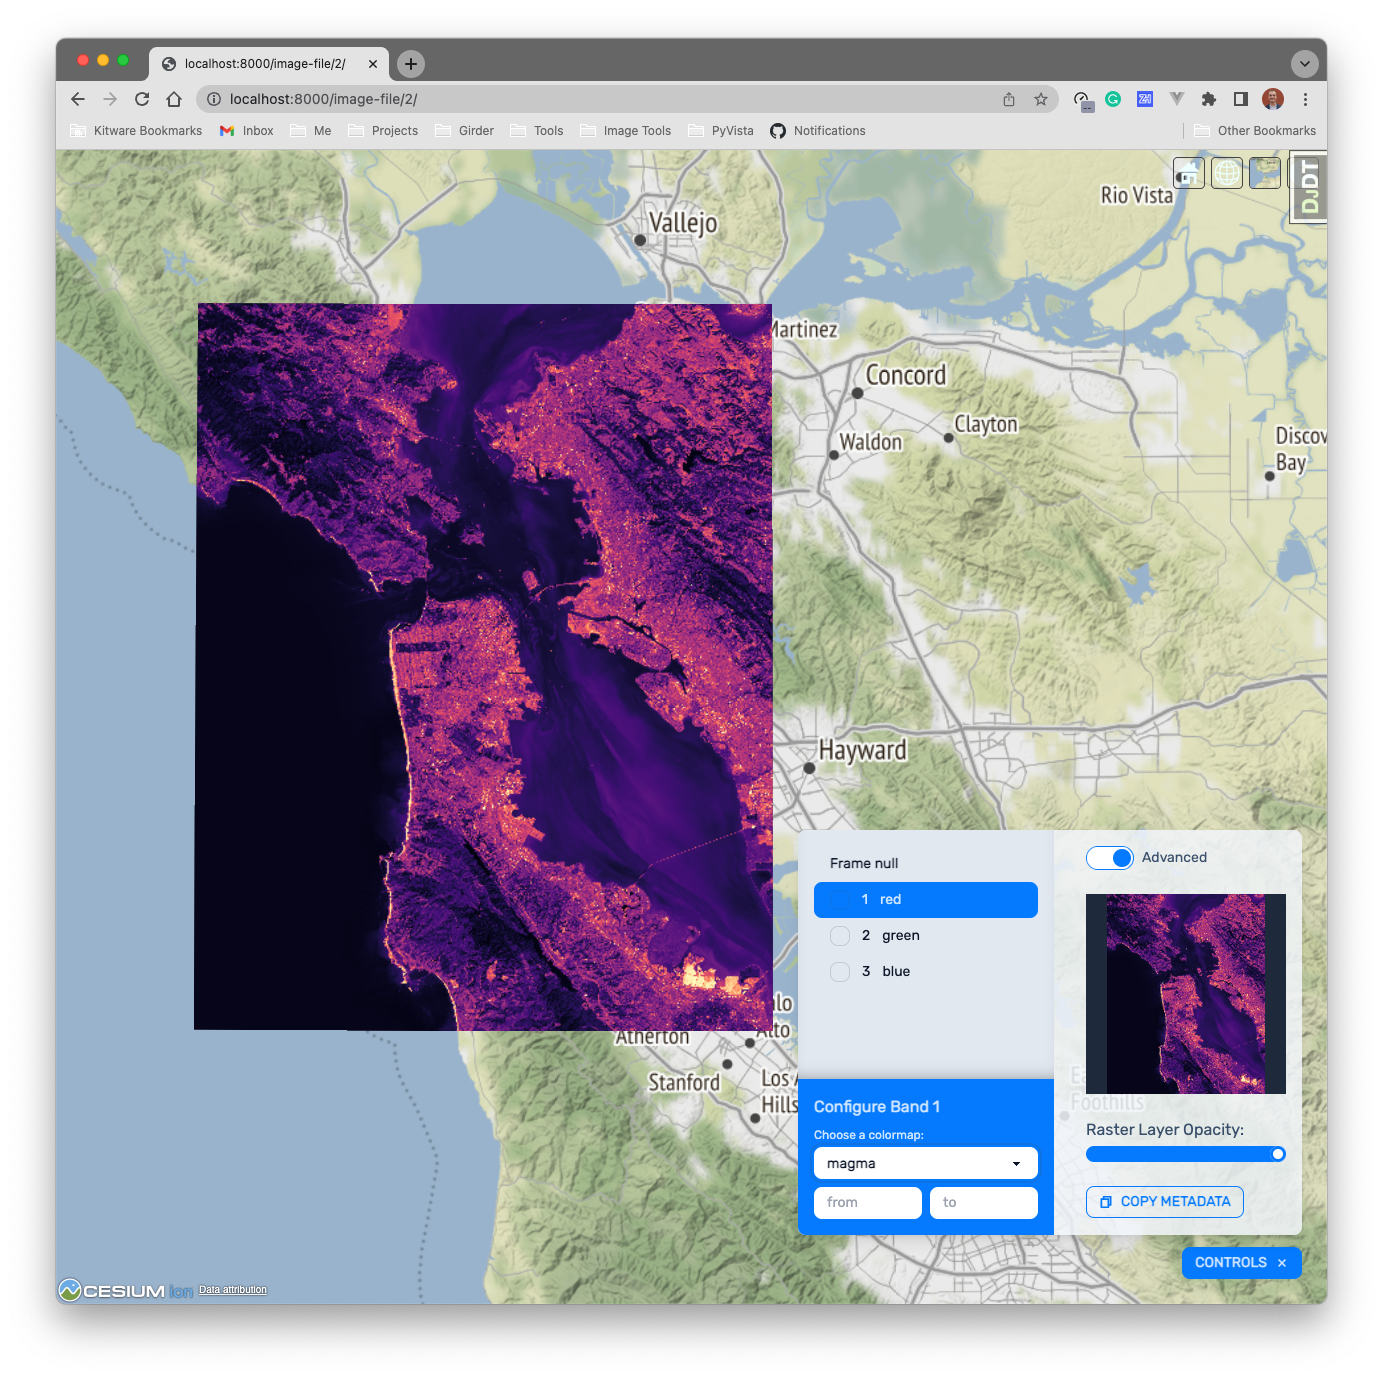 localhost:8000/image-file/2/
localhost:8000/image-file/2/
Kitware Bookmarks
Inbox
Me
Projects
Girder
Tools
Image Tools
PyVista
Notifications
Other Bookmarks
Rio Vista
DJDT
Vallejo
Martinez
Concord
Clayton
Waldon
Discov
Bay
Hayward
Frame null
1 red
2 green
3 blue
Advanced
Atherton
alo
Alto
Stanford
Los A
Hills
Ea
Foothills
Configure Band 1
Choose a colormap:
magma
from
to
Raster Layer Opacity:
COPY METADATA
CONTROLS ×
CESIUM ion
Data attribution